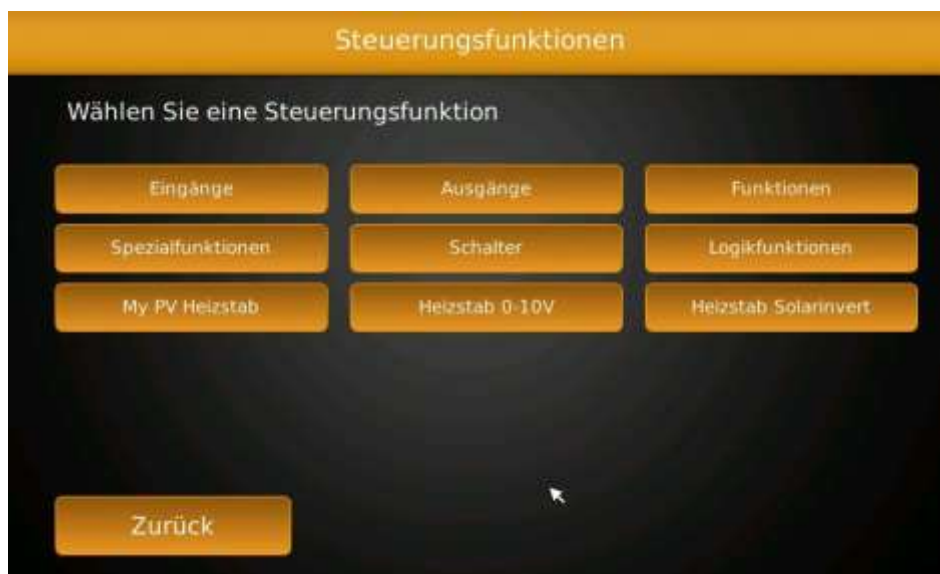 Steuerungsfunktionen
Wählen Sie eine Steuerungsfunktion
Eingänge Ausgänge Funktionen
Spezialfunktionen Schalter Logikfunktionen
My PV Heizstab Heizstab 0-10V Heizstab Solarinvert
Zurück